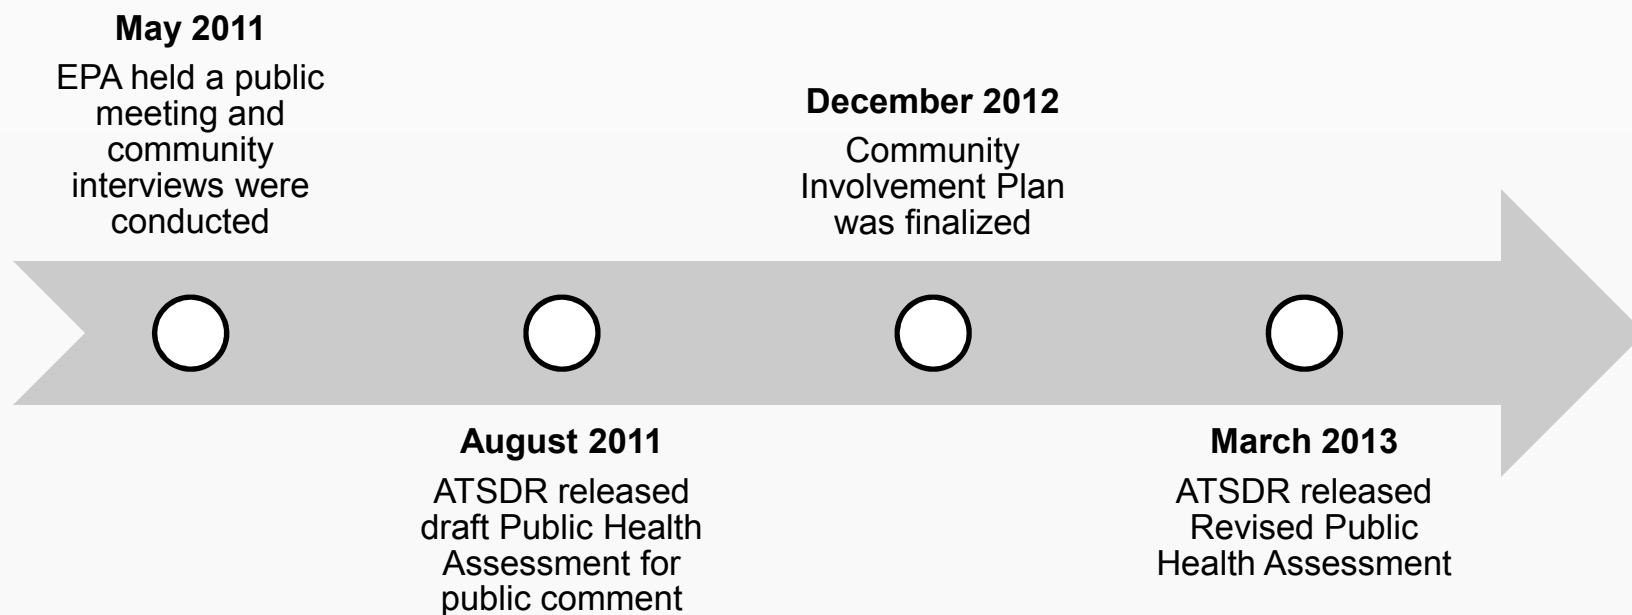 May 2011
EPA held a public
meeting and
community
interviews were
conducted
August 2011
ATSDR released
draft Public Health
Assessment for
public comment
December 2012
Community
Involvement Plan
was finalized
March 2013
ATSDR released
Revised Public
Health Assessment